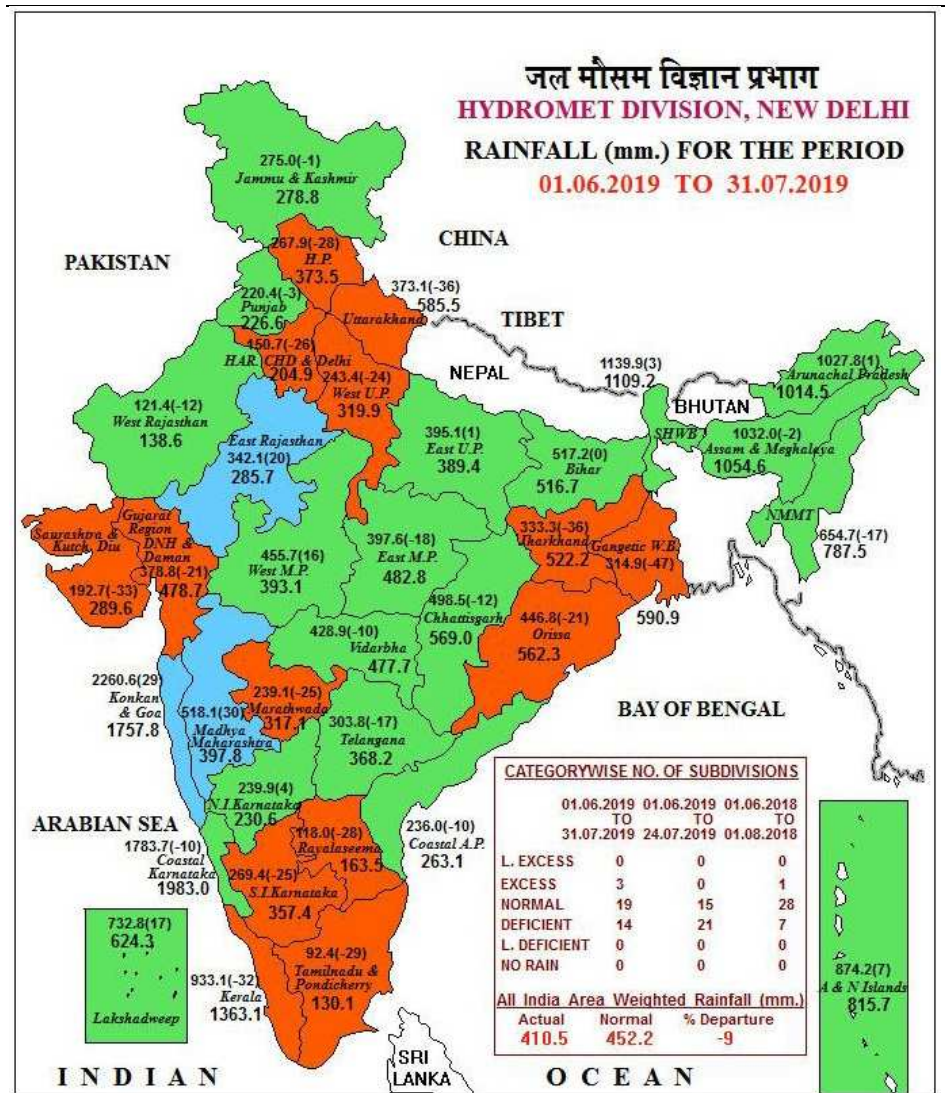 जल मौसम विज्ञान प्रभाग
HYDROMET DIVISION, NEW DELHI
RAINFALL (mm.) FOR THE PERIOD
01.06.2019 TO 31.07.2019
275.0(-1)
Jammu & Kashmir
278.8
CHINA
PAKISTAN
267.9(-28)
H.P.
373.5
220.4(-3)
Punjab
226.6
373.1(-36)
585.5
Uttarakhand
TIBET
150.7(-26)
HAR. CHD & Delhi
204.9
243.4(-24)
West U.P.
319.9
NEPAL
1139.9(3)
1109.2
SHWB
BHUTAN
1027.8(1)
Arunachal Pradesh
1014.5
121.4(-12)
West Rajasthan
138.6
East Rajasthan
342.1(20)
285.7
395.1(1)
East U.P.
389.4
517.2(0)
Bihar
516.7
1032.0(-2)
Assam & Meghalaya
1054.6
NMMT
654.7(-17)
787.5
Saurashtra &
Kutch, Diu
192.7(-33)
289.6
Gujarat
Region
DNH &
Daman
378.8(-21)
478.7
455.7(16)
West M.P.
393.1
397.6(-18)
East M.P.
482.8
333.3(-36)
Jharkhand
522.2
Gangetic W.B.
314.9(-47)
590.9
498.5(-12)
Chhattisgarh
569.0
446.8(-21)
Orissa
562.3
428.9(-10)
Vidarbha
477.7
2260.6(29)
Konkan
& Goa
1757.8
518.1(30)
Madhya
Maharashtra
397.8
239.1(-25)
Marathwada
317.1
303.8(-17)
Telangana
368.2
BAY OF BENGAL
239.9(4)
N.I.Karnataka
230.6
ARABIAN SEA
1783.7(-10)
Coastal
Karnataka
1983.0
118.0(-28)
Rayalaseema
163.5
236.0(-10)
Coastal A.P.
263.1
269.4(-25)
S.I.Karnataka
357.4
732.8(17)
624.3
Lakshadweep
933.1(-32)
Kerala
1363.1
92.4(-29)
Tamilnadu &
Pondicherry
130.1
CATEGORYWISE NO. OF SUBDIVISIONS
01.06.2019 01.06.2019 01.06.2018
TO TO TO
31.07.2019 24.07.2019 01.08.2018
L. EXCESS 0 0 0
EXCESS 3 0 1
NORMAL 19 15 28
DEFICIENT 14 21 7
L. DEFICIENT 0 0 0
NO RAIN 0 0 0
All India Area Weighted Rainfall (mm.)
Actual Normal % Departure
410.5 452.2 -9
874.2(7)
A & N Islands
815.7
SRI
LANKA
INDIAN OCEAN